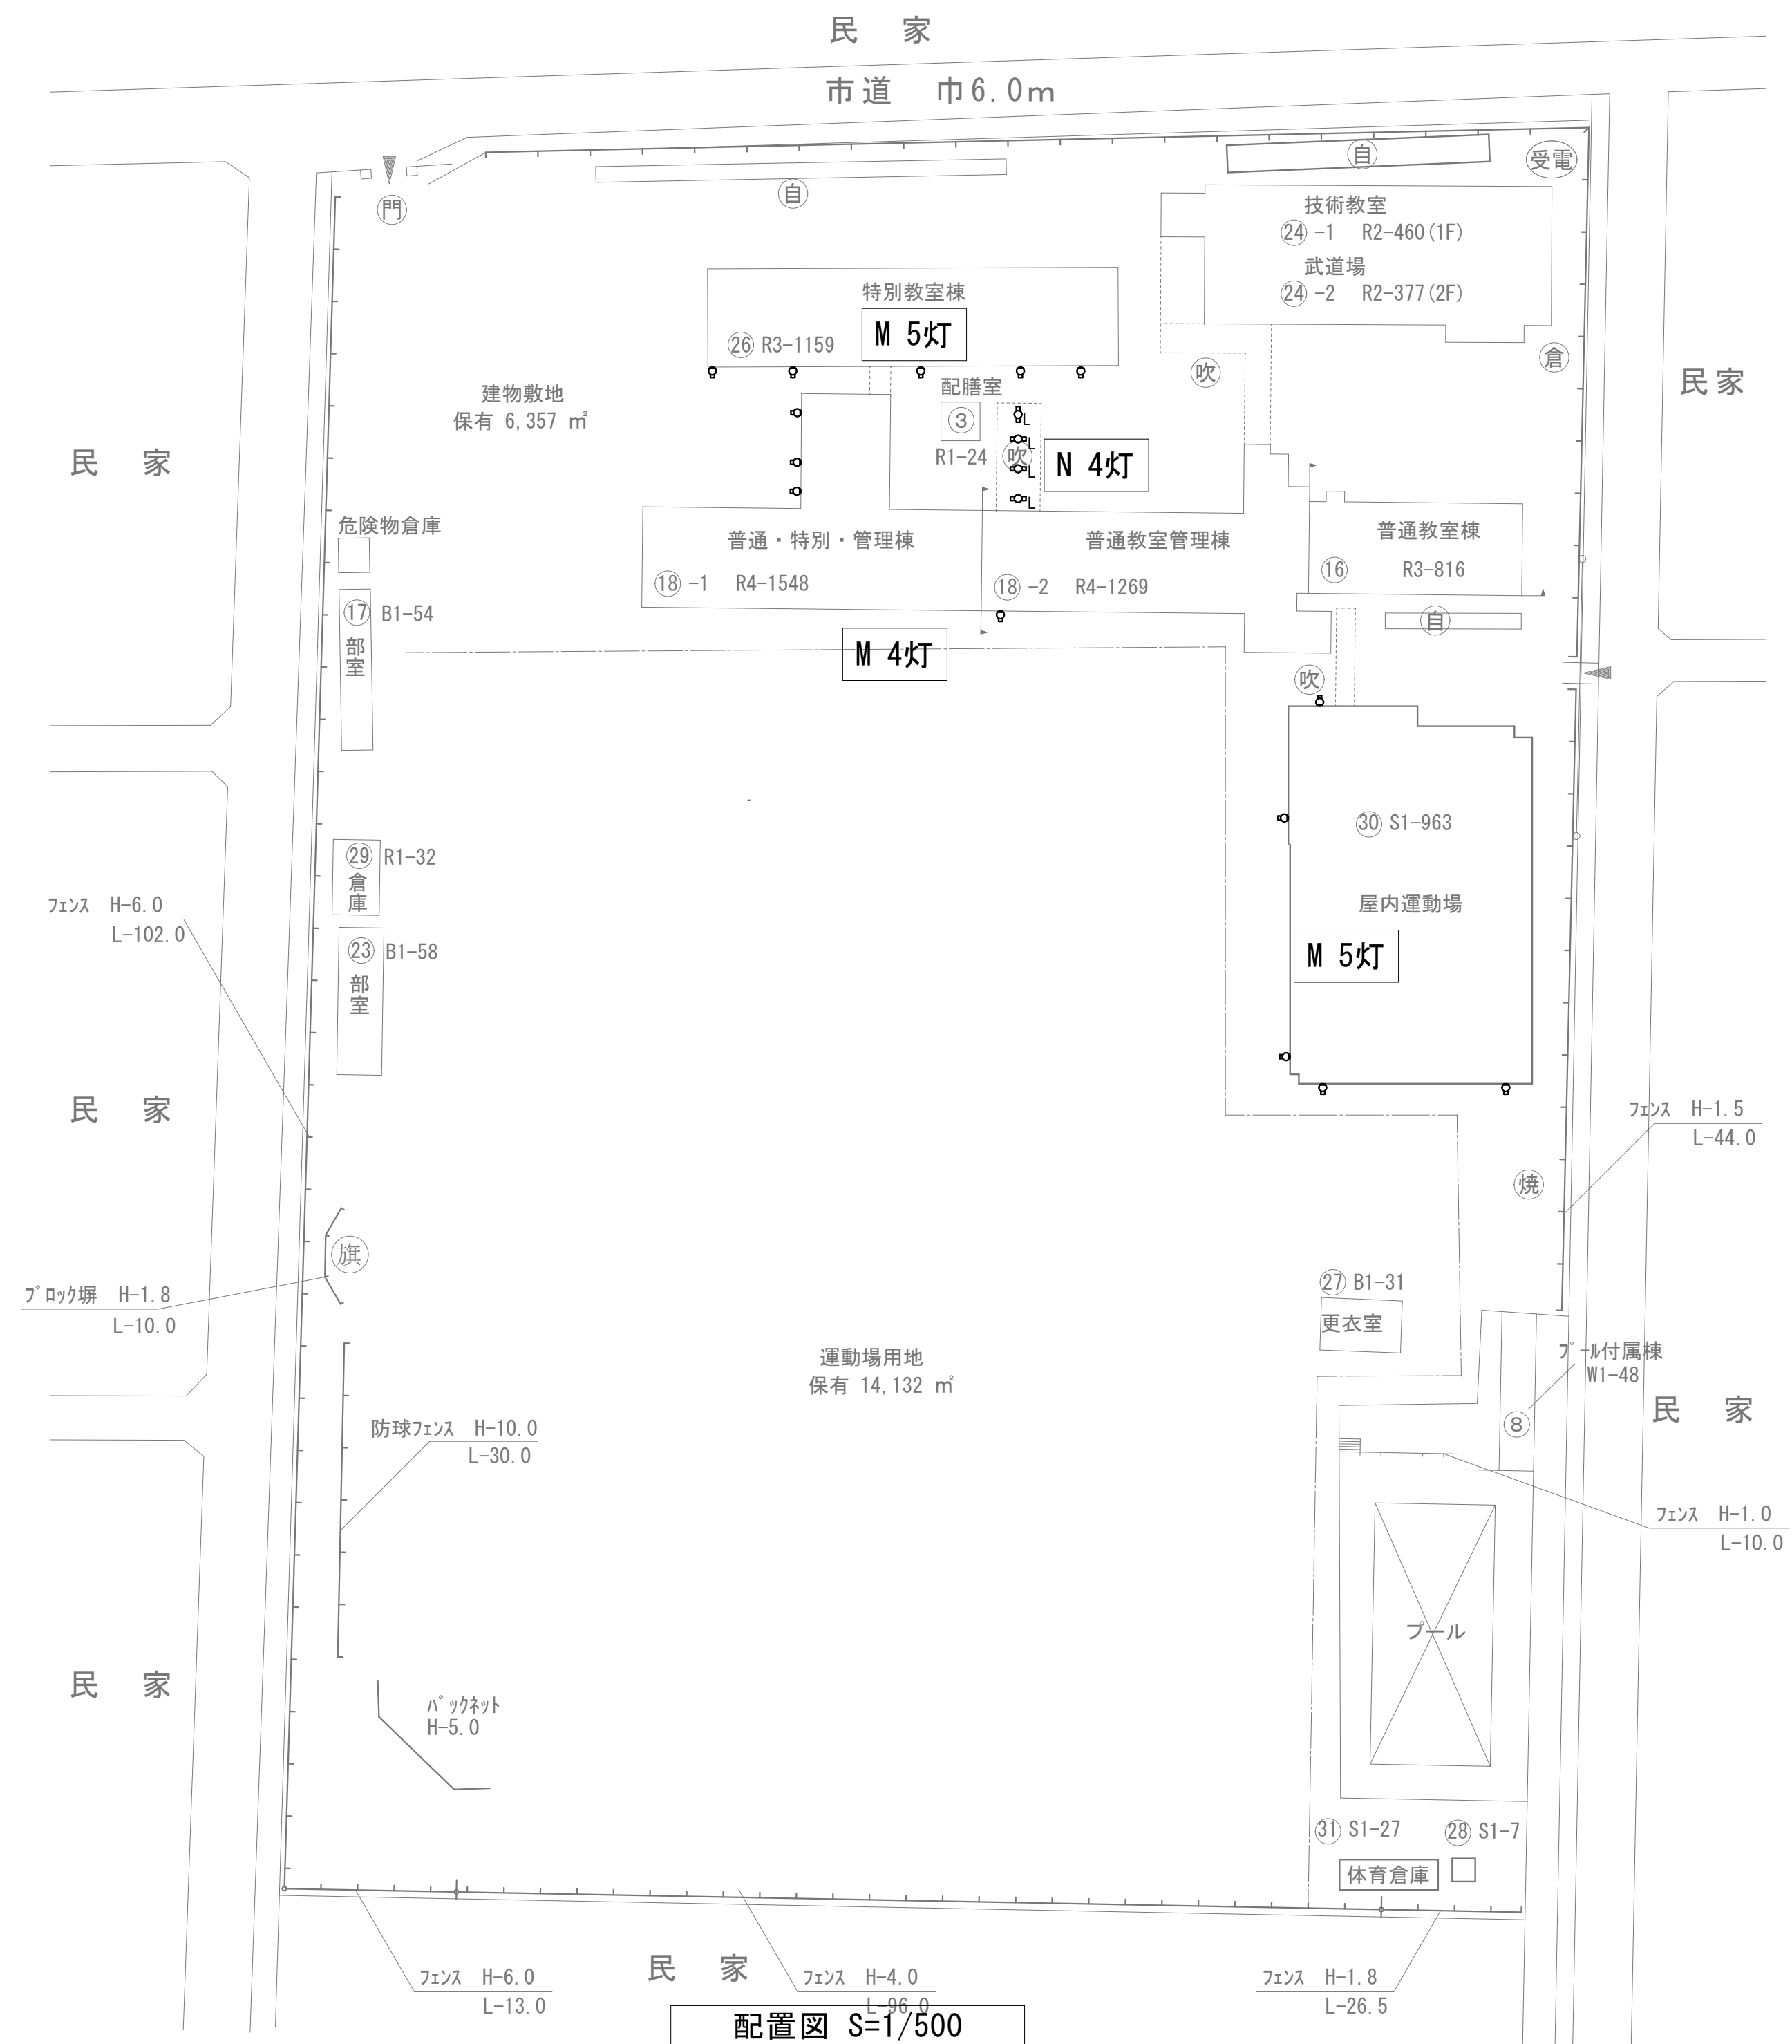 民 家
市道 巾6.0m
自
受電
門
自
技術教室
24 -1 R2-460(1F)
武道場
24 -2 R2-377(2F)
特別教室棟
M 5灯
26 R3-1159
倉
吹
民家
建物敷地
保有 6,357 ㎡
配膳室
3
L
L
民 家
R1-24
吹
N 4灯
L
L
危険物倉庫
普通・特別・管理棟
普通教室管理棟
普通教室棟
18 -1 R4-1548
18 -2 R4-1269
16 R3-816
17 B1-54
部室
自
M 4灯
吹
30 S1-963
29 R1-32
倉庫
フェンス H-6.0
L-102.0
屋内運動場
23 B1-58
M 5灯
部室
民 家
フェンス H-1.5
L-44.0
焼
旗
27 B1-31
ブロック塀 H-1.8
L-10.0
更衣室
運動場用地
保有 14,132 ㎡
プール付属棟
W1-48
民 家
8
防球フェンス H-10.0
L-30.0
フェンス H-1.0
L-10.0
プール
民 家
バックネット
H-5.0
31 S1-27
28 S1-7
体育倉庫
民 家
フェンス H-6.0
L-13.0
フェンス H-4.0
L-96.0
フェンス H-1.8
L-26.5
配置図 S=1/500